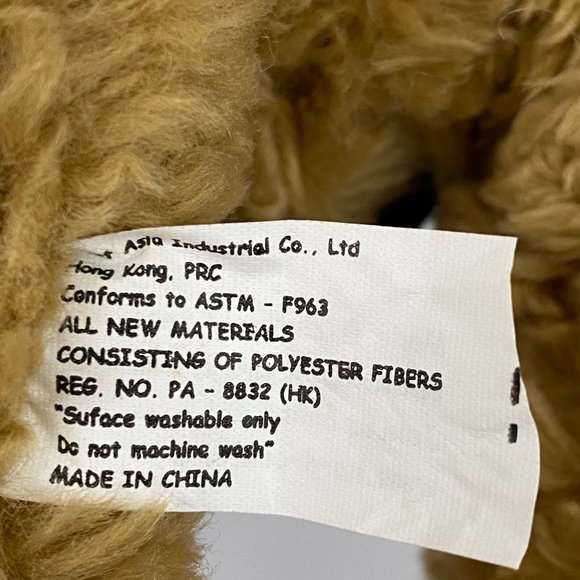 Asia Industrial Co., Ltd
Hong Kong, PRC
Conforms to ASTM - F963
ALL NEW MATERIALS
CONSISTING OF POLYESTER FIBERS
REG. NO. PA - 8832 (HK)
"Suface washable only
Do not machine wash"
MADE IN CHINA